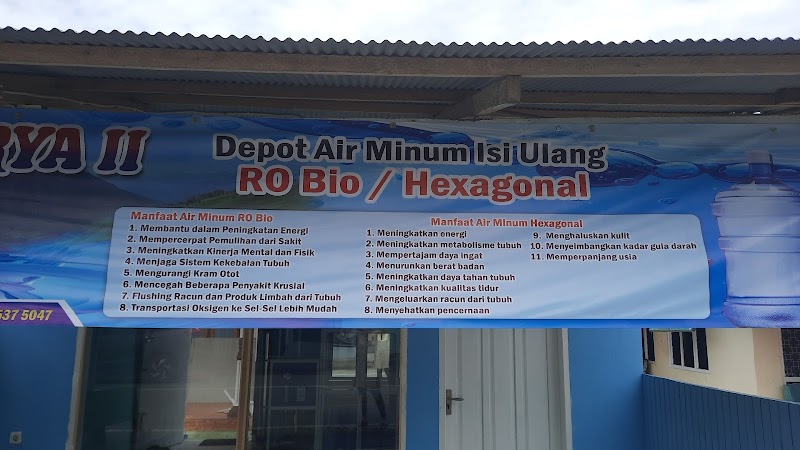 RYA II
Depot Air Minum Isi Ulang
RO Bio / Hexagonal
Manfaat Air Minum RO Bio
1. Membantu dalam Peningkatan Energi
2. Mempercepat Pemulihan dari Sakit
3. Meningkatkan Kinerja Mental dan Fisik
4. Menjaga Sistem Kekebalan Tubuh
5. Mengurangi Kram Otot
6. Mencegah Beberapa Penyakit Krusial
7. Flushing Racun dan Produk Limbah dari Tubuh
8. Transportasi Oksigen ke Sel-Sel Lebih Mudah
Manfaat Air Minum Hexagonal
1. Meningkatkan energi
2. Meningkatkan metabolisme tubuh
3. Mempertajam daya ingat
4. Menurunkan berat badan
5. Meningkatkan daya tahan tubuh
6. Meningkatkan kualitas tidur
7. Mengeluarkan racun dari tubuh
8. Menyehatkan pencernaan
9. Menghaluskan kulit
10. Menyeimbangkan kadar gula darah
11. Memperpanjang usia
537 5047